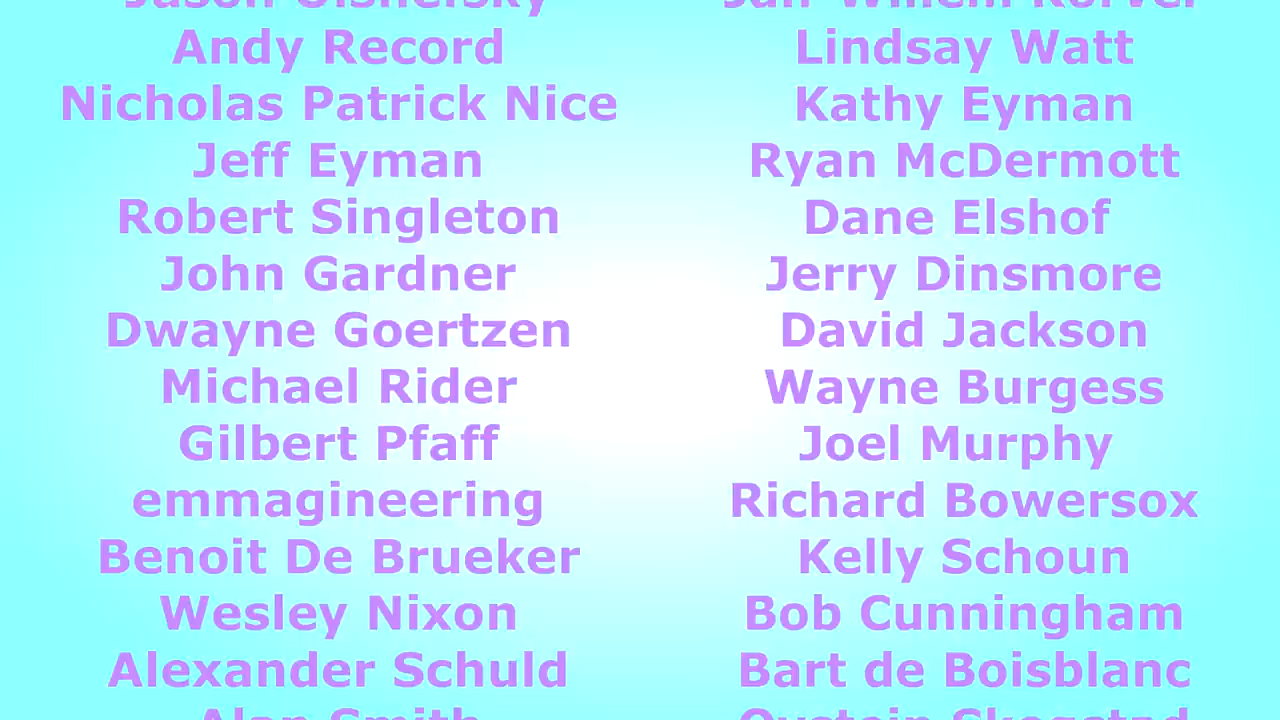 Andy Record
Lindsay Watt
Nicholas Patrick Nice
Kathy Eyman
Jeff Eyman
Ryan McDermott
Robert Singleton
Dane Elshof
John Gardner
Jerry Dinsmore
Dwayne Goertzen
David Jackson
Michael Rider
Wayne Burgess
Gilbert Pfaff
Joel Murphy
emmagineering
Richard Bowersox
Benoit De Brueker
Kelly Schoun
Wesley Nixon
Bob Cunningham
Alexander Schuld
Bart de Boisblanc
Alan Smith